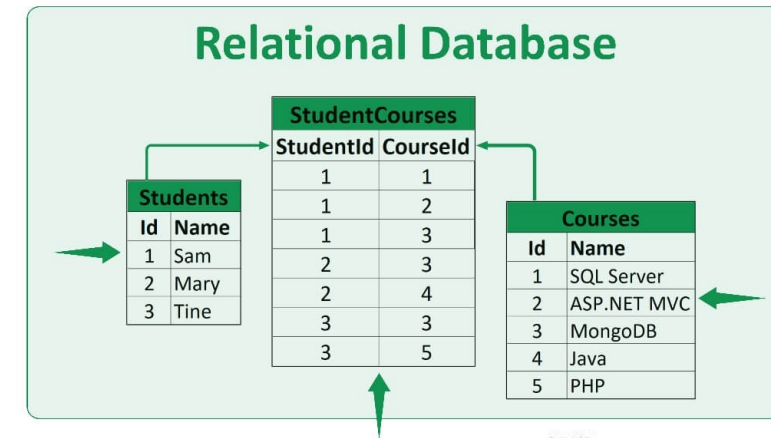 Relational Database
StudentCourses
StudentId CourseId
1 1
1 2
1 3
2 3
2 4
3 3
3 5
Students
Id Name
1 Sam
2 Mary
3 Tine
Courses
Id Name
1 SQL Server
2 ASP.NET MVC
3 MongoDB
4 Java
5 PHP